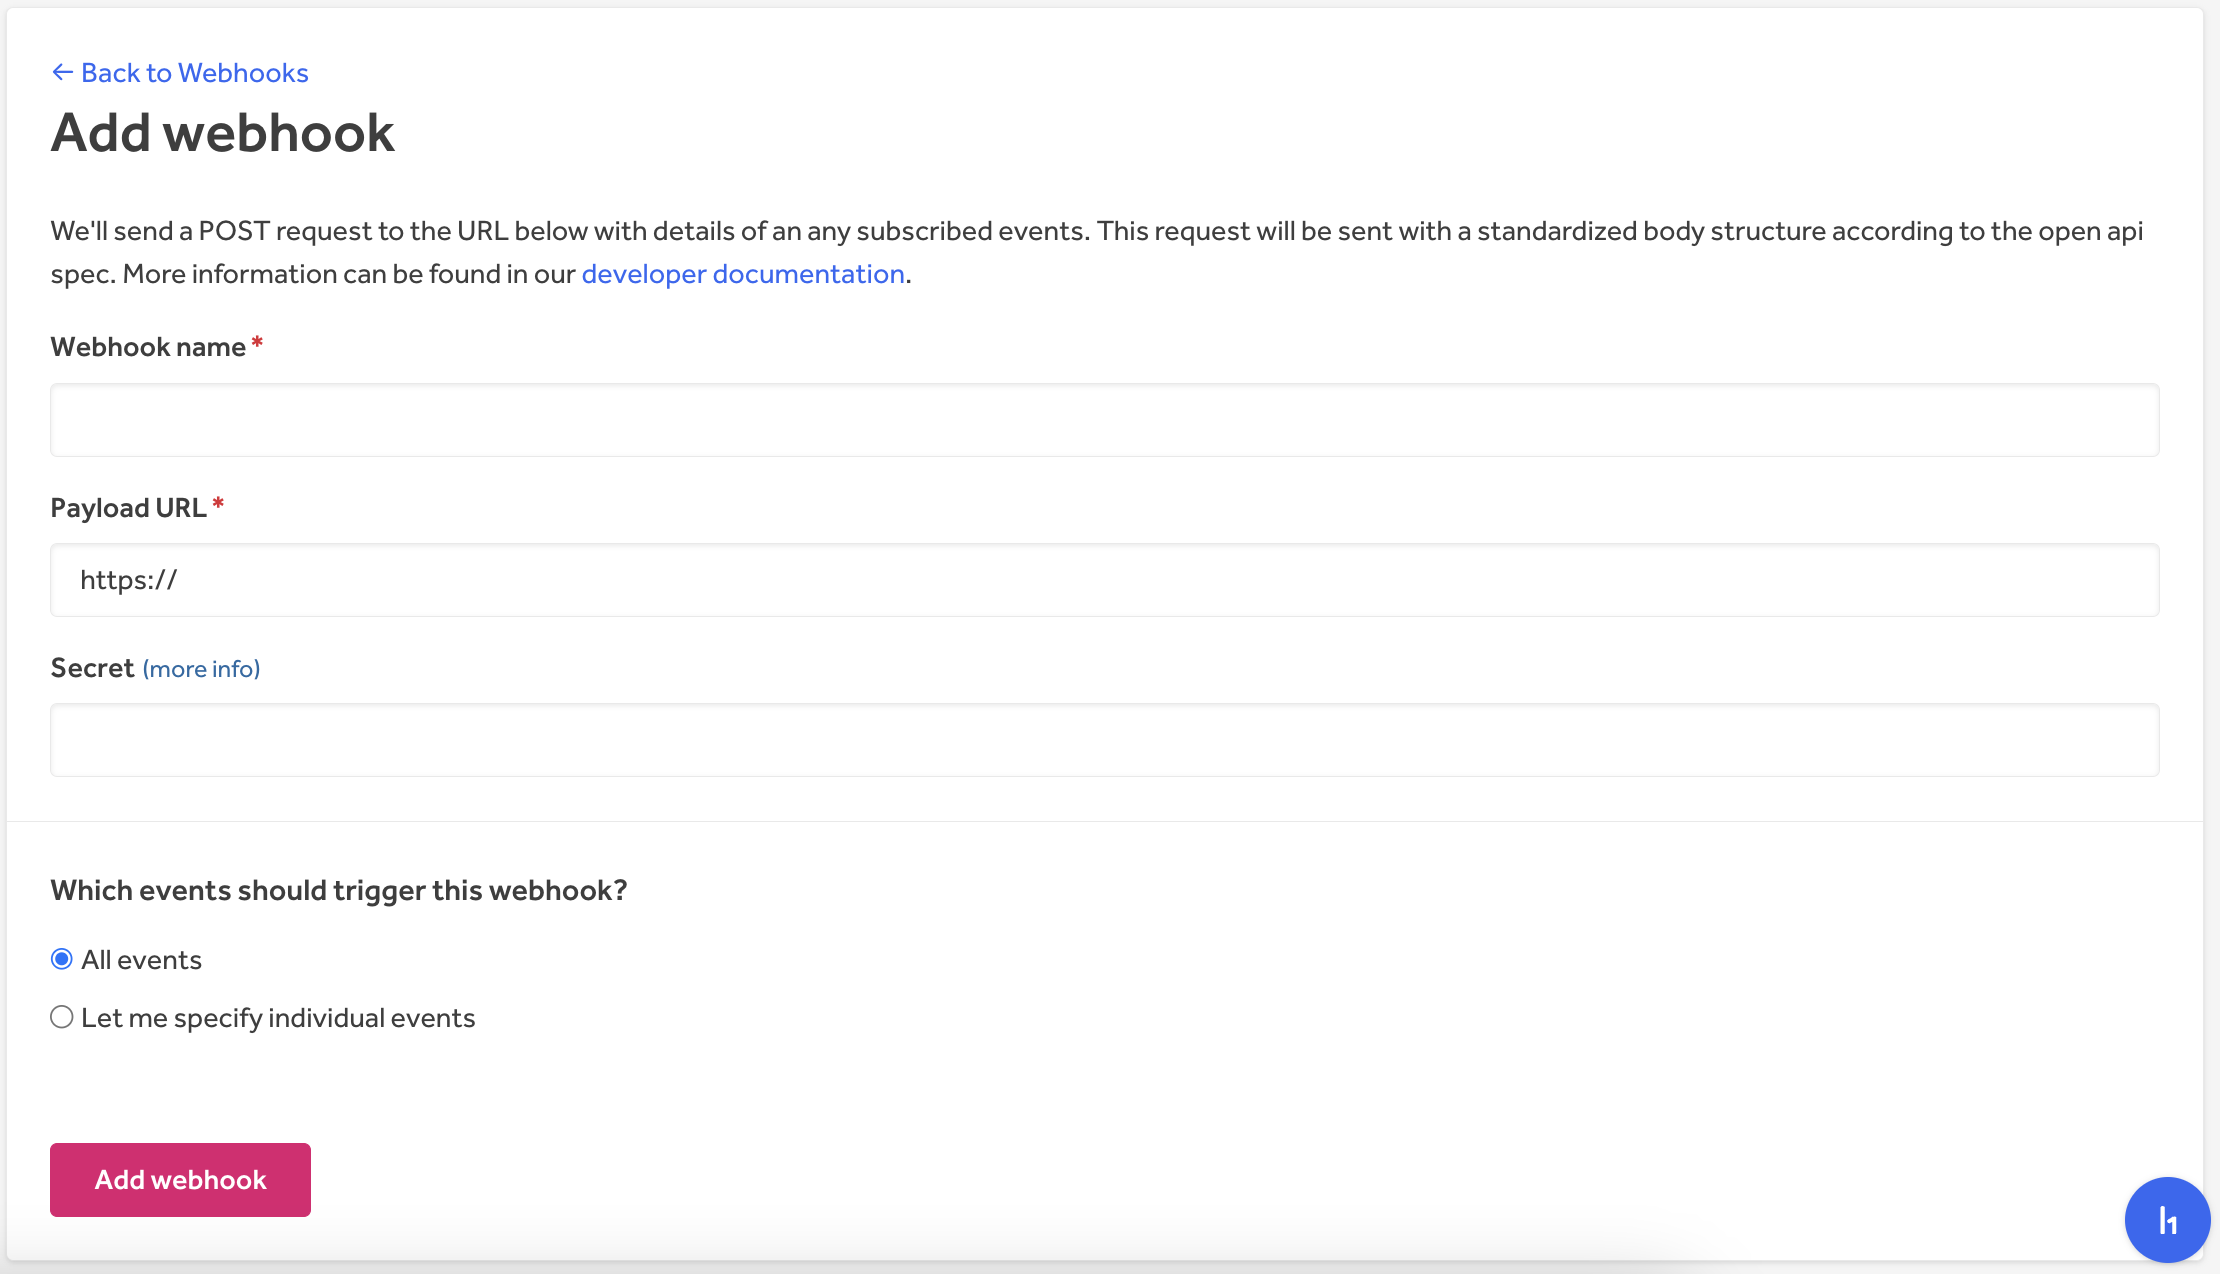 ← Back to Webhooks
Add webhook
We'll send a POST request to the URL below with details of an any subscribed events. This request will be sent with a standardized body structure according to the open api
spec. More information can be found in our developer documentation.
Webhook name *
Payload URL *
https://
Secret (more info)
Which events should trigger this webhook?
All events
Let me specify individual events
Add webhook
l1